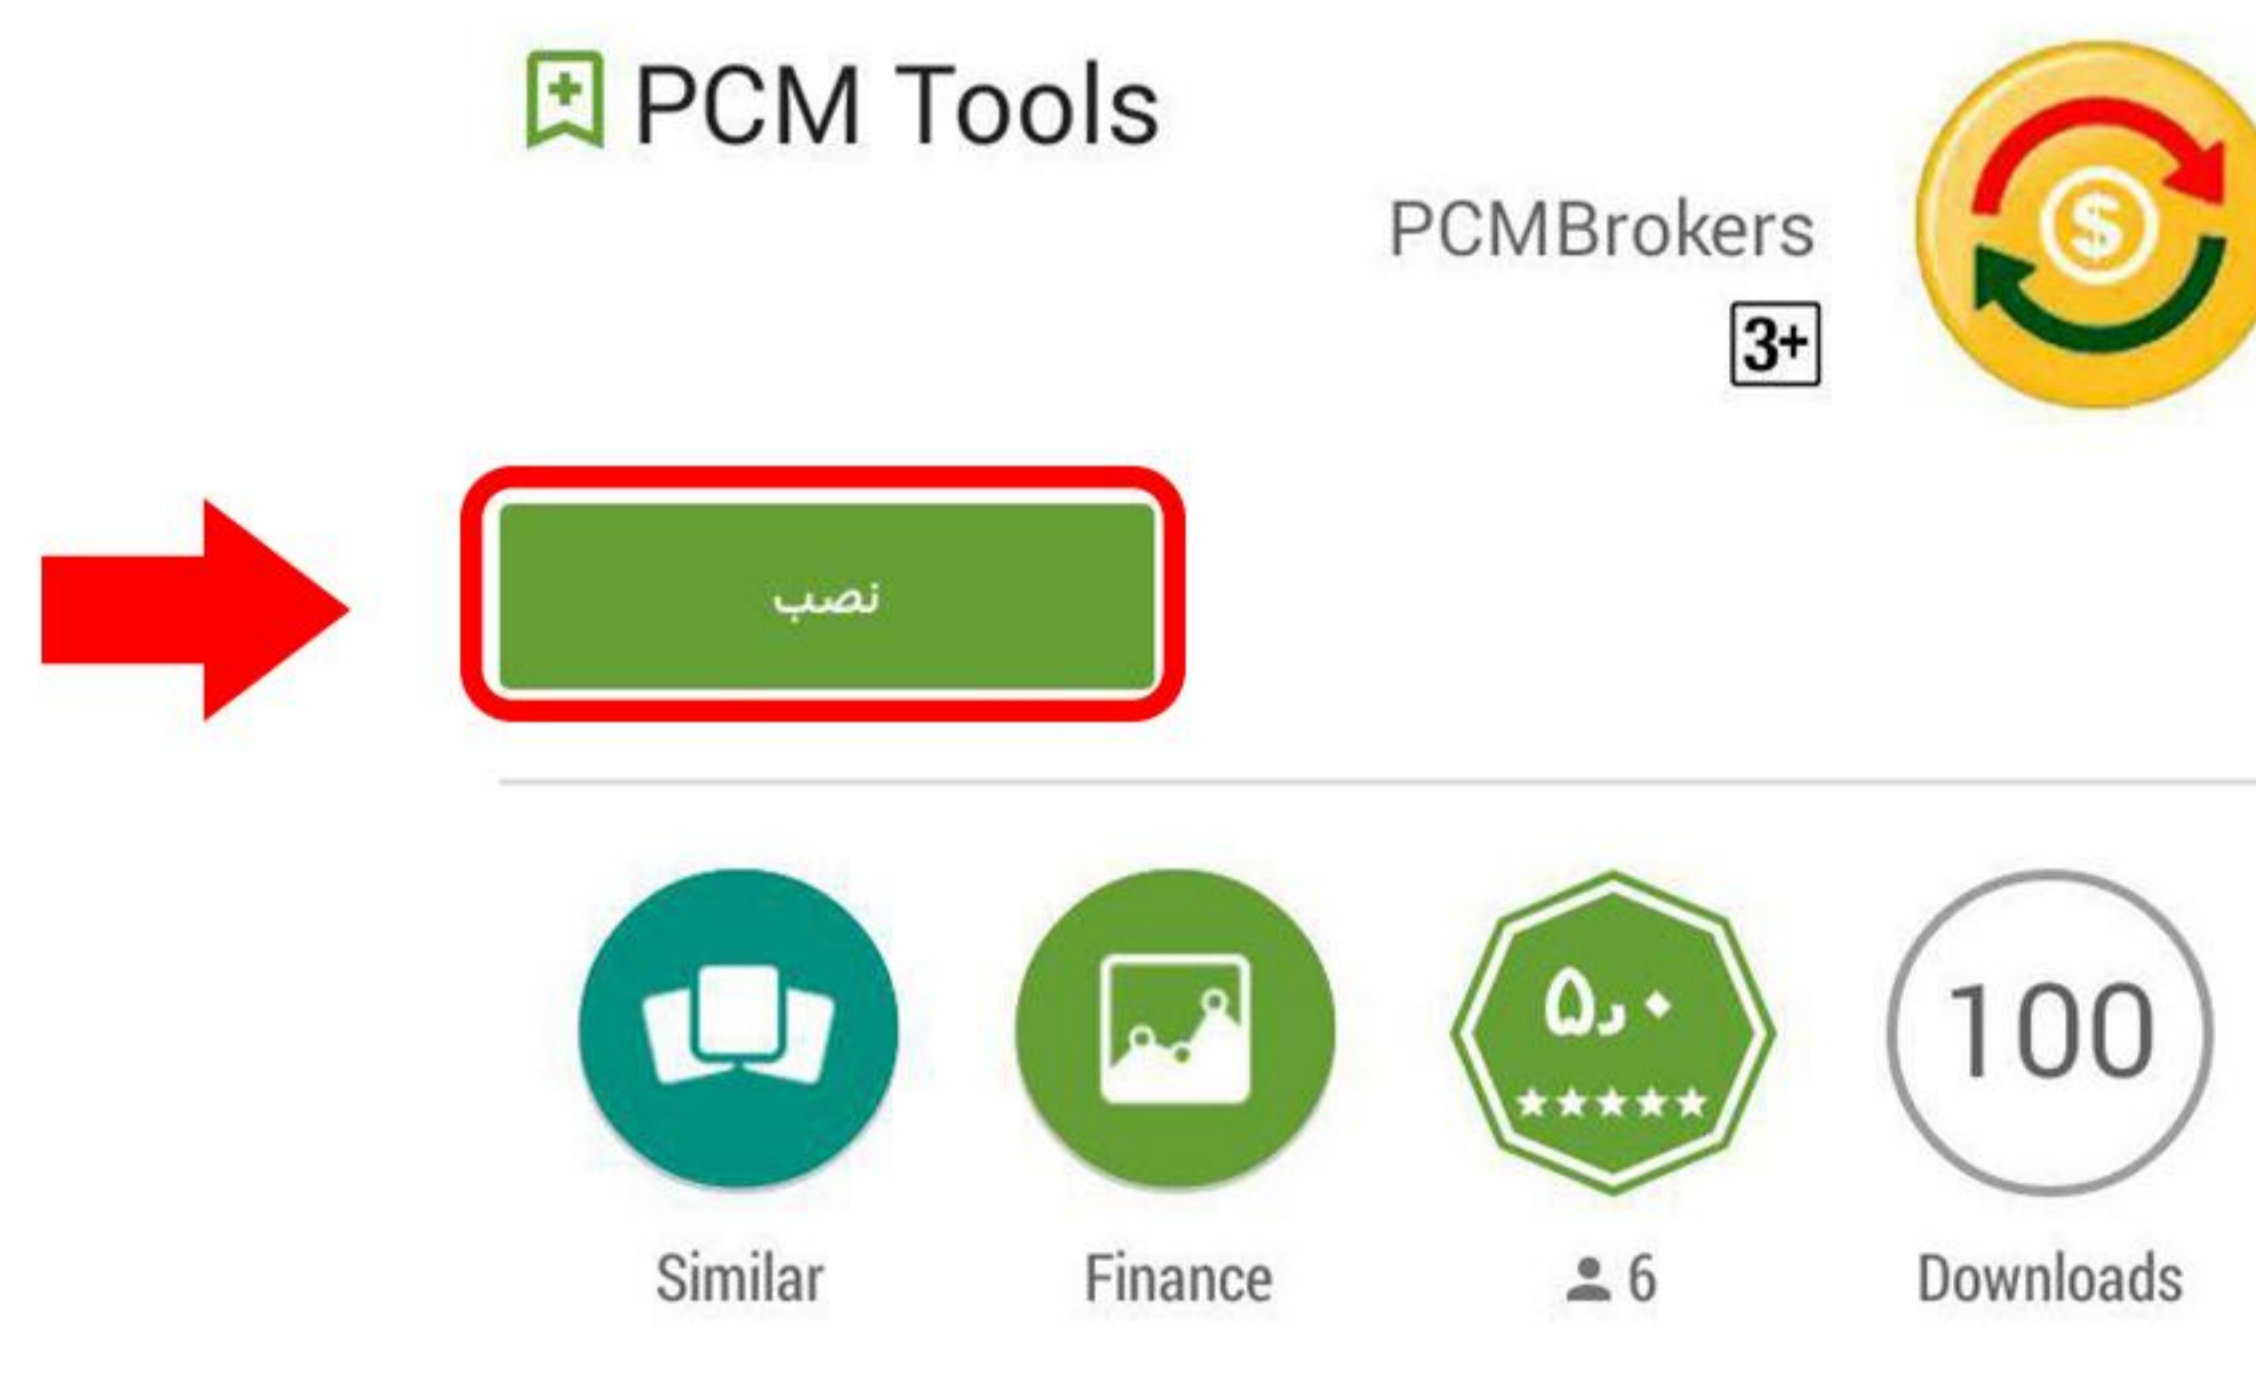 PCM Tools
PCMBrokers
3+
نصب
۵٫۰
100
Similar
Finance
6
Downloads
$